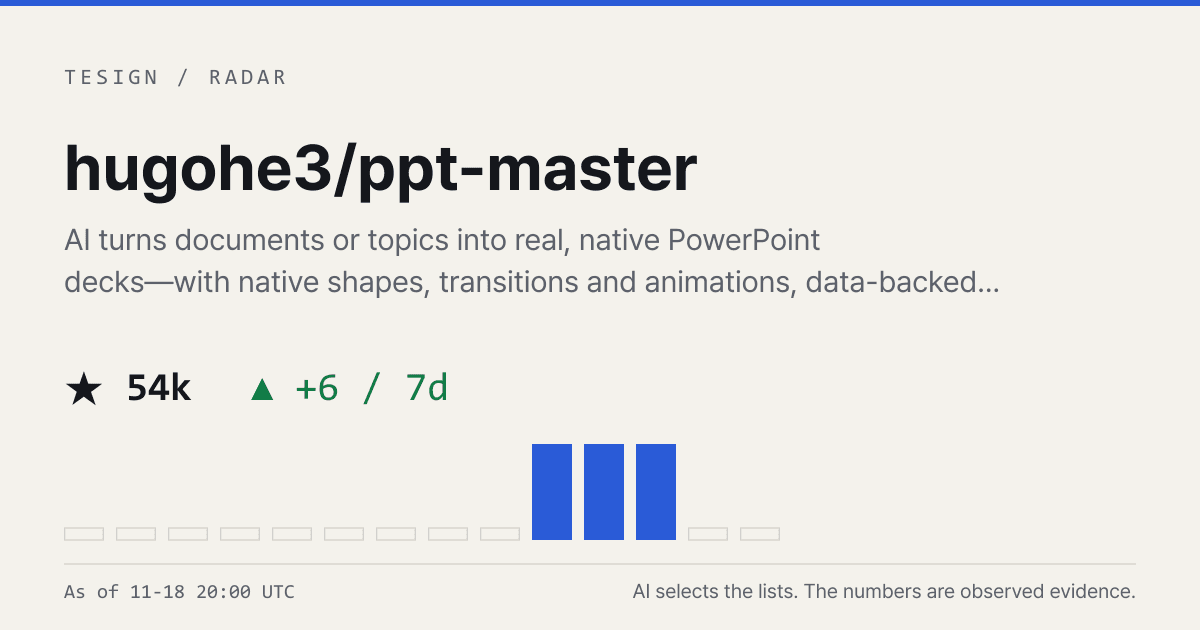 TESIGN / RADAR
hugohe3/ppt-master
AI turns documents or topics into real, native PowerPoint
decks—with native shapes, transitions and animations, data-backed…
★ 54k ▲ +6 / 7d
As of 11-18 20:00 UTC
AI selects the lists. The numbers are observed evidence.